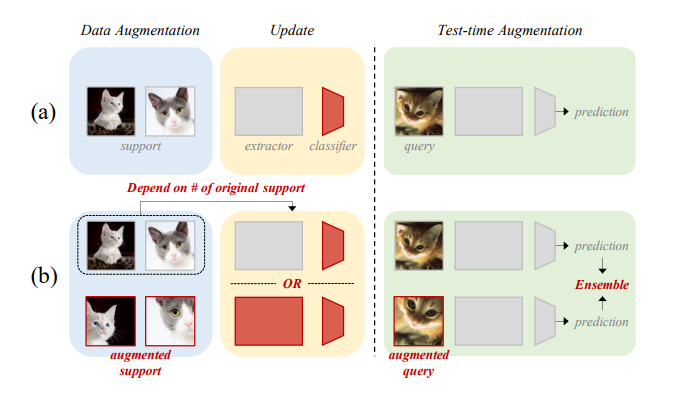 Data Augmentation
Update
Test-time Augmentation
(a)
support
extractor
classifier
query
prediction
Depend on # of original support
(b)
OR
prediction
Ensemble
prediction
augmented
support
augmented
query